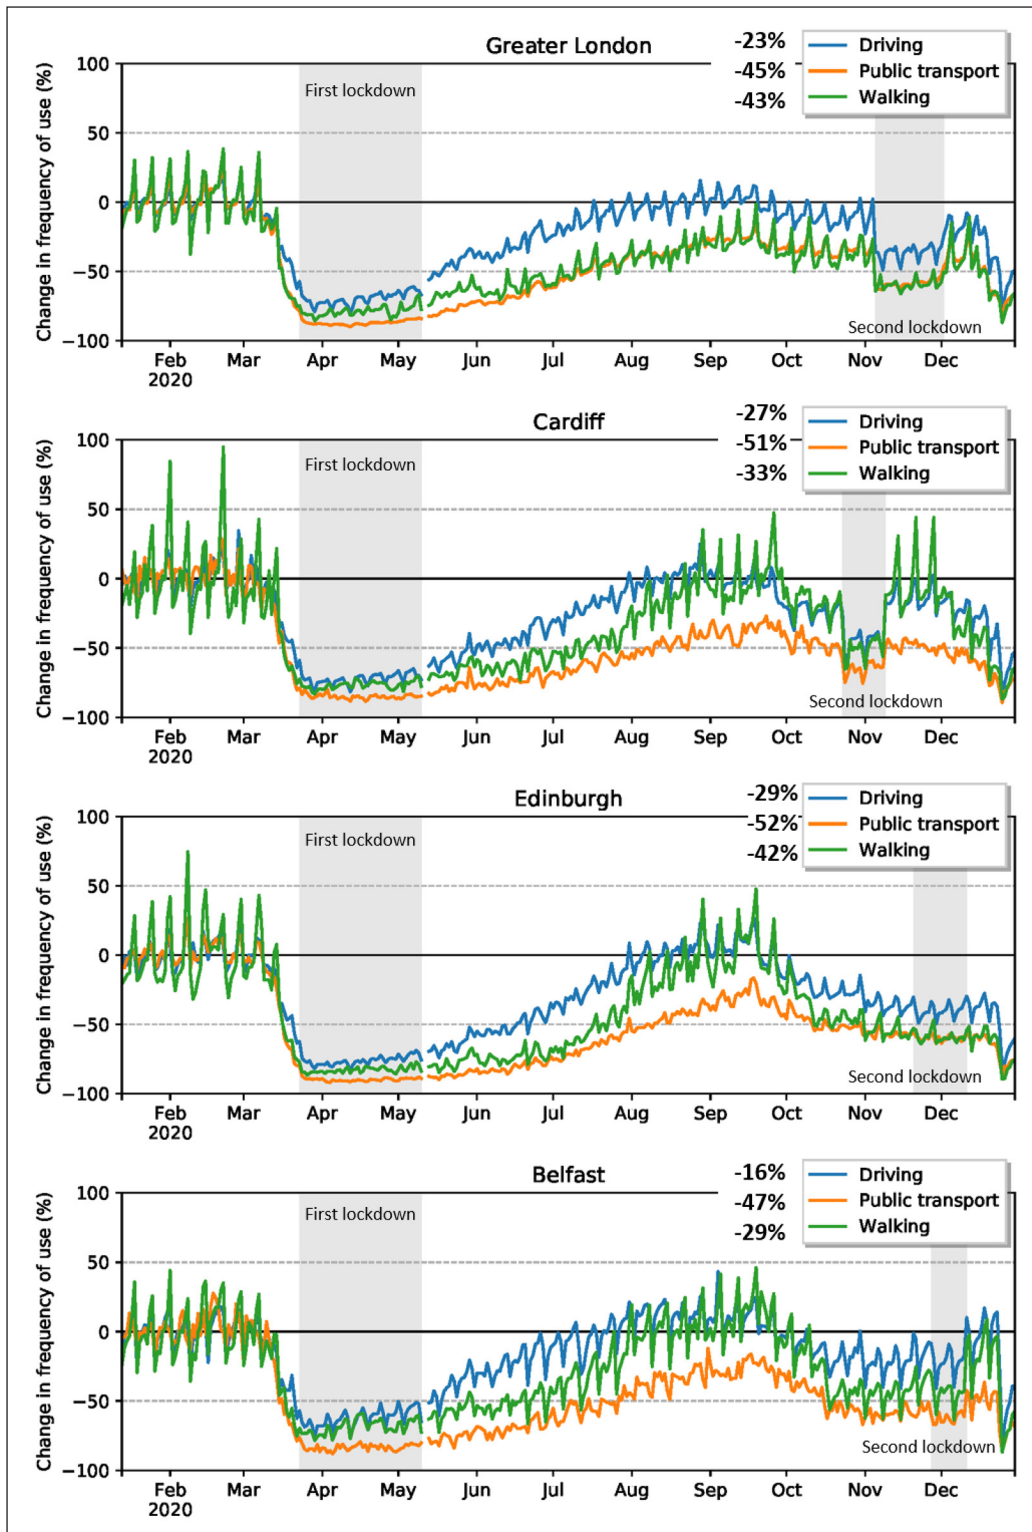 Greater London
-23%
Driving
-45%
Public transport
-43%
Walking
Change in frequency of use (%)
100
50
0
−50
−100
First lockdown
Second lockdown
Feb Mar Apr May Jun Jul Aug Sep Oct Nov Dec
2020
Cardiff
-27%
Driving
-51%
Public transport
-33%
Walking
Change in frequency of use (%)
100
50
0
−50
−100
First lockdown
Second lockdown
Feb Mar Apr May Jun Jul Aug Sep Oct Nov Dec
2020
Edinburgh
-29%
Driving
-52%
Public transport
-42%
Walking
Change in frequency of use (%)
100
50
0
−50
−100
First lockdown
Second lockdown
Feb Mar Apr May Jun Jul Aug Sep Oct Nov Dec
2020
Belfast
-16%
Driving
-47%
Public transport
-29%
Walking
Change in frequency of use (%)
100
50
0
−50
−100
First lockdown
Second lockdown
Feb Mar Apr May Jun Jul Aug Sep Oct Nov Dec
2020